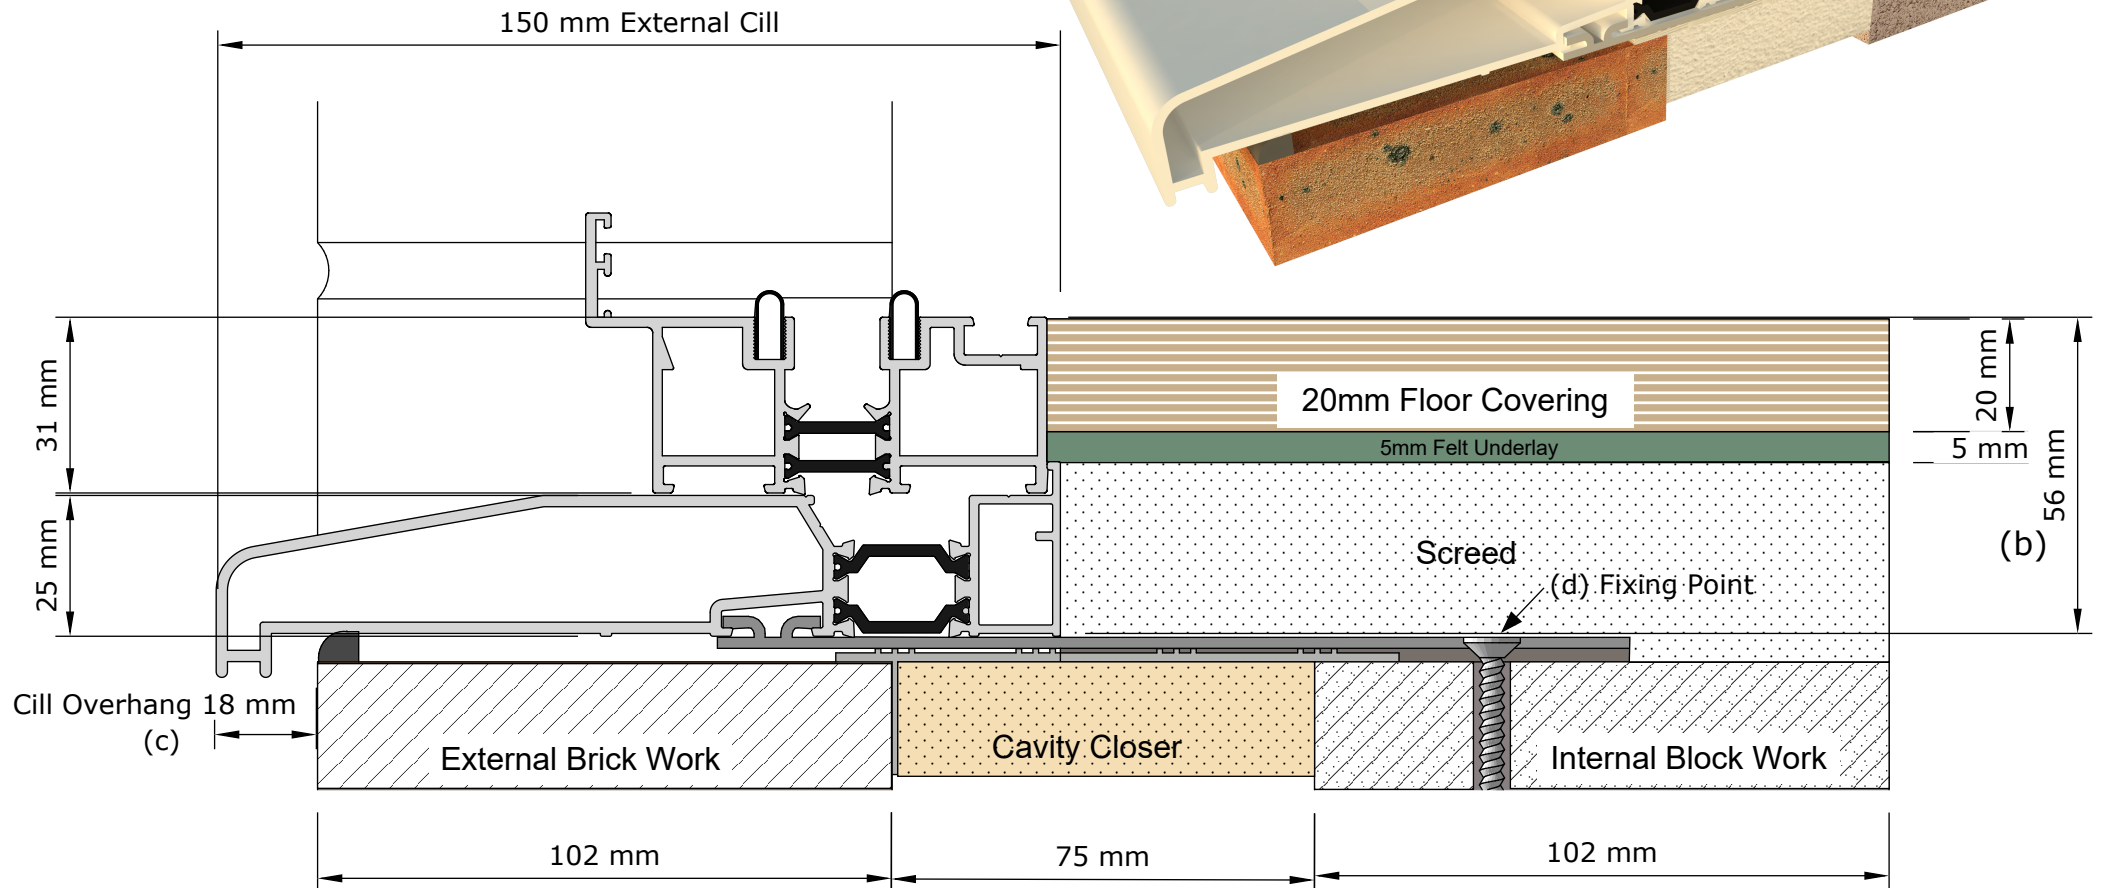 150 mm External Cill
31 mm
20mm Floor Covering
20 mm
5mm Felt Underlay
5 mm
56 mm
(b)
25 mm
Screed
(d) Fixing Point
Cill Overhang 18 mm
(c)
External Brick Work
Cavity Closer
Internal Block Work
102 mm
75 mm
102 mm